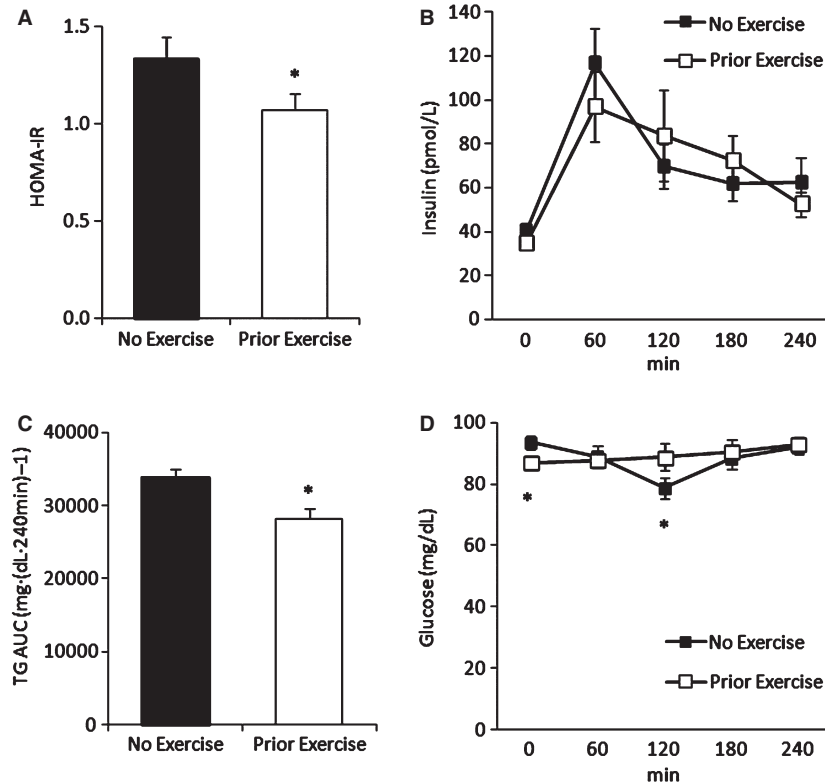 A
HOMA-IR
1.5
1.0
0.5
0.0
*
No Exercise Prior Exercise
B
Insulin (pmol/L)
140
120
100
80
60
40
20
0
No Exercise
Prior Exercise
0 60 120 180 240
min
C
TG AUC (mg·(dL·240min)–1)
40000
30000
20000
10000
0
*
No Exercise Prior Exercise
D
Glucose (mg/dL)
100
80
60
40
20
0
*
*
No Exercise
Prior Exercise
0 60 120 180 240
min